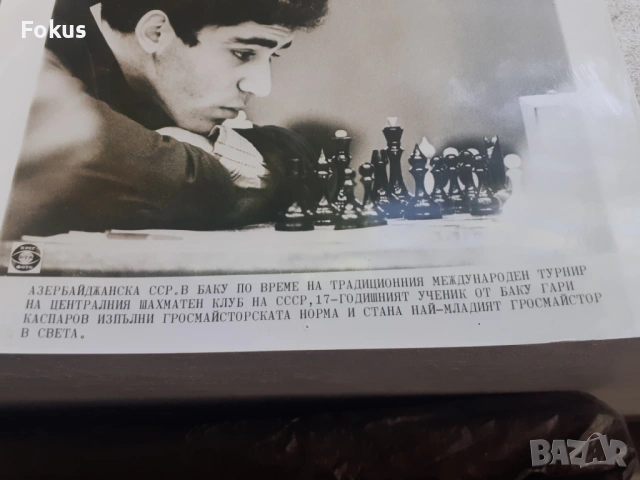 Fokus
АЗЕРБАЙДЖАНСКА ССР.В БАКУ ПО ВРЕМЕ НА ТРАДИЦИОННИЯ МЕЖДУНАРОДЕН ТУРНИР
НА ЦЕНТРАЛНИЯ ШАХМАТЕН КЛУБ НА СССР,17-ГОДИШНИЯТ УЧЕНИК ОТ БАКУ ГАРИ
КАСПАРОВ ИЗПЪЛНИ ГРОСМАЙСТОРСКАТА НОРМА И СТАНА НАЙ-МЛАДИЯТ ГРОСМАЙСТОР
В СВЕТА.
BAZAR